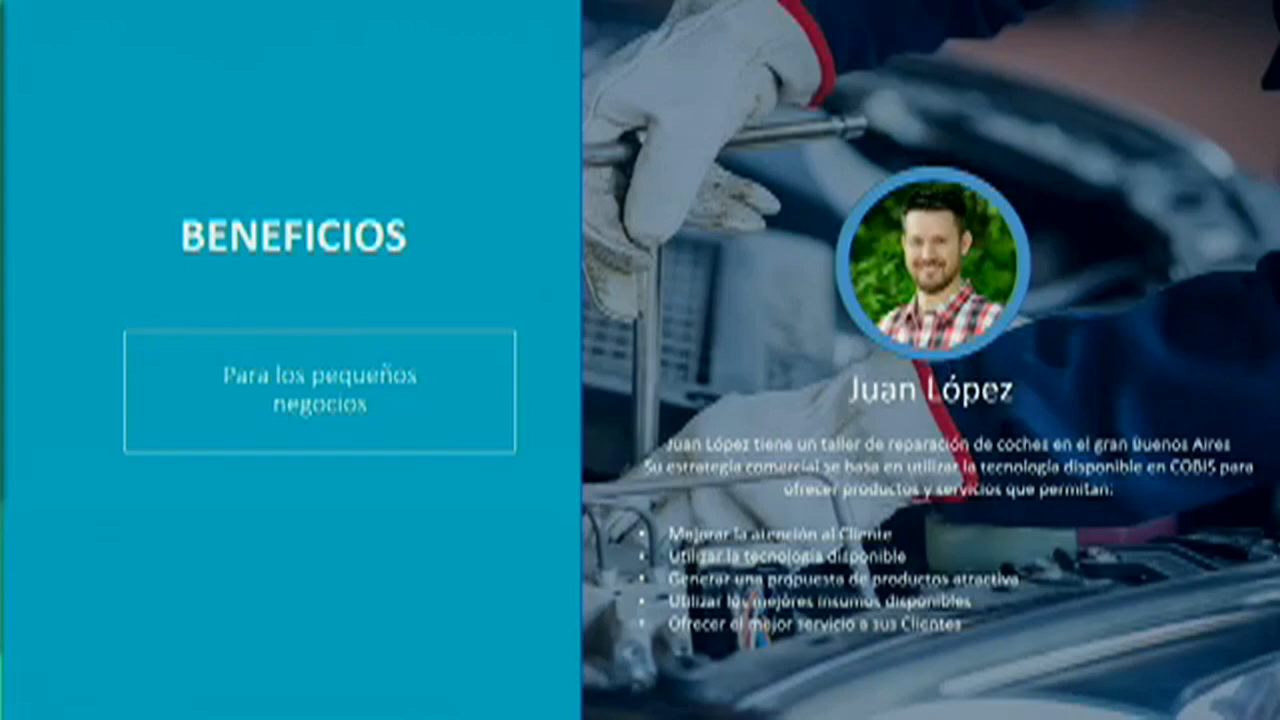 BENEFICIOS
Para los pequeños
negocios
Juan López
Juan López tiene un taller de reparación de coches en el gran Buenos Aires
Su estrategia comercial se basa en utilizar la tecnología disponible en COBIS para
ofrecer productos y servicios que permitan:
• Mejorar la atención al Cliente
• Utilizar la tecnología disponible
• Generar una propuesta de productos atractiva
• Utilizar los mejores insumos disponibles
• Ofrecer el mejor servicio a sus Clientes